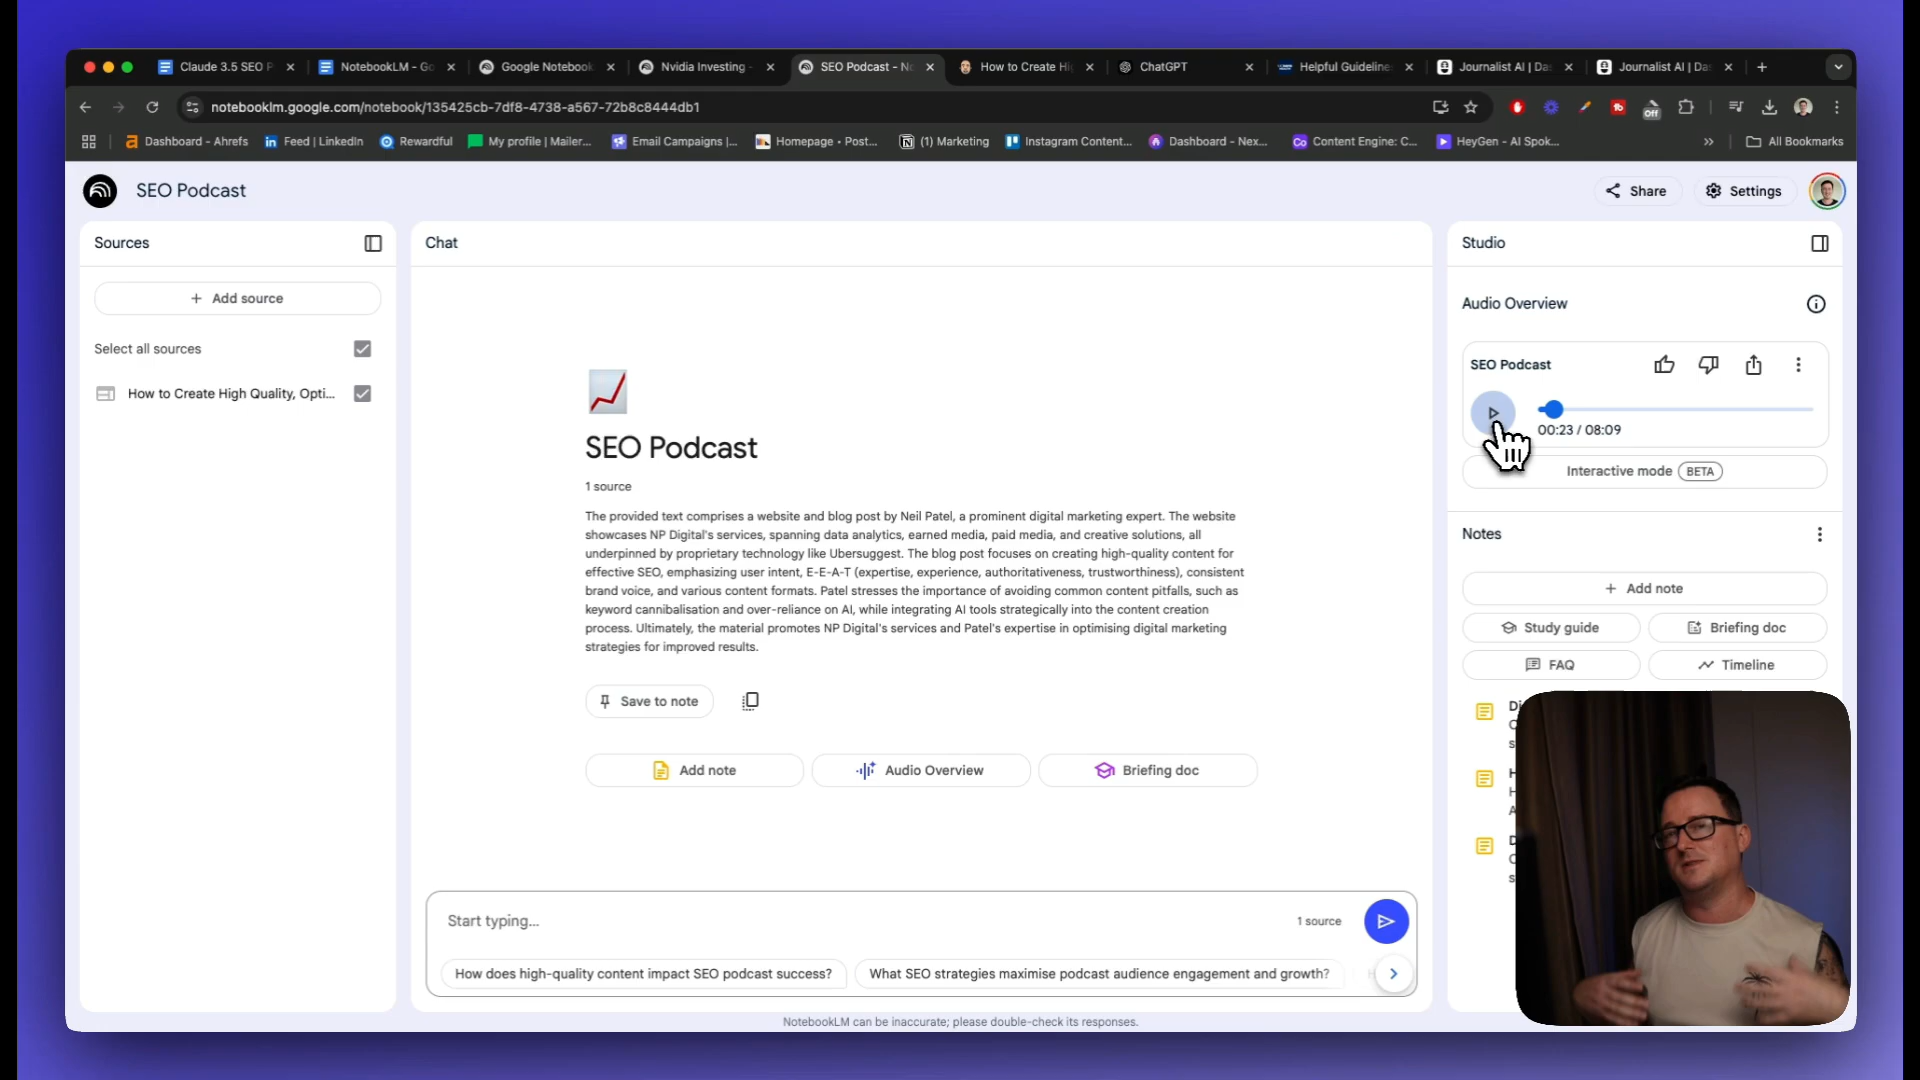 Claude 3.5 SEO P
NotebookLM - Go
Google Notebook
Nvidia Investing -
SEO Podcast - No
How to Create Hi
ChatGPT
Helpful Guideline
Journalist AI | Da
Journalist AI | Da
notebooklm.google.com/notebook/135425cb-7df8-4738-a567-72b8c8444db1
Off
Dashboard - Ahrefs
Feed | LinkedIn
Rewardful
My profile | Mailer...
Email Campaigns |...
Homepage • Post...
(1) Marketing
Instagram Content...
Dashboard - Nex...
Content Engine: C...
HeyGen - AI Spok...
All Bookmarks
SEO Podcast
Share
Settings
Sources
Add source
Select all sources
How to Create High Quality, Opti...
Chat
SEO Podcast
1 source
The provided text comprises a website and blog post by Neil Patel, a prominent digital marketing expert. The website
showcases NP Digital's services, spanning data analytics, earned media, paid media, and creative solutions, all
underpinned by proprietary technology like Ubersuggest. The blog post focuses on creating high-quality content for
effective SEO, emphasizing user intent, E-E-A-T (expertise, experience, authoritativeness, trustworthiness), consistent
brand voice, and various content formats. Patel stresses the importance of avoiding common content pitfalls, such as
keyword cannibalisation and over-reliance on AI, while integrating AI tools strategically into the content creation
process. Ultimately, the material promotes NP Digital's services and Patel's expertise in optimising digital marketing
strategies for improved results.
Save to note
Add note
Audio Overview
Briefing doc
Start typing...
1 source
How does high-quality content impact SEO podcast success?
What SEO strategies maximise podcast audience engagement and growth?
NotebookLM can be inaccurate; please double-check its responses.
Studio
Audio Overview
SEO Podcast
00:23 / 08:09
Interactive mode BETA
Notes
Add note
Study guide
Briefing doc
FAQ
Timeline